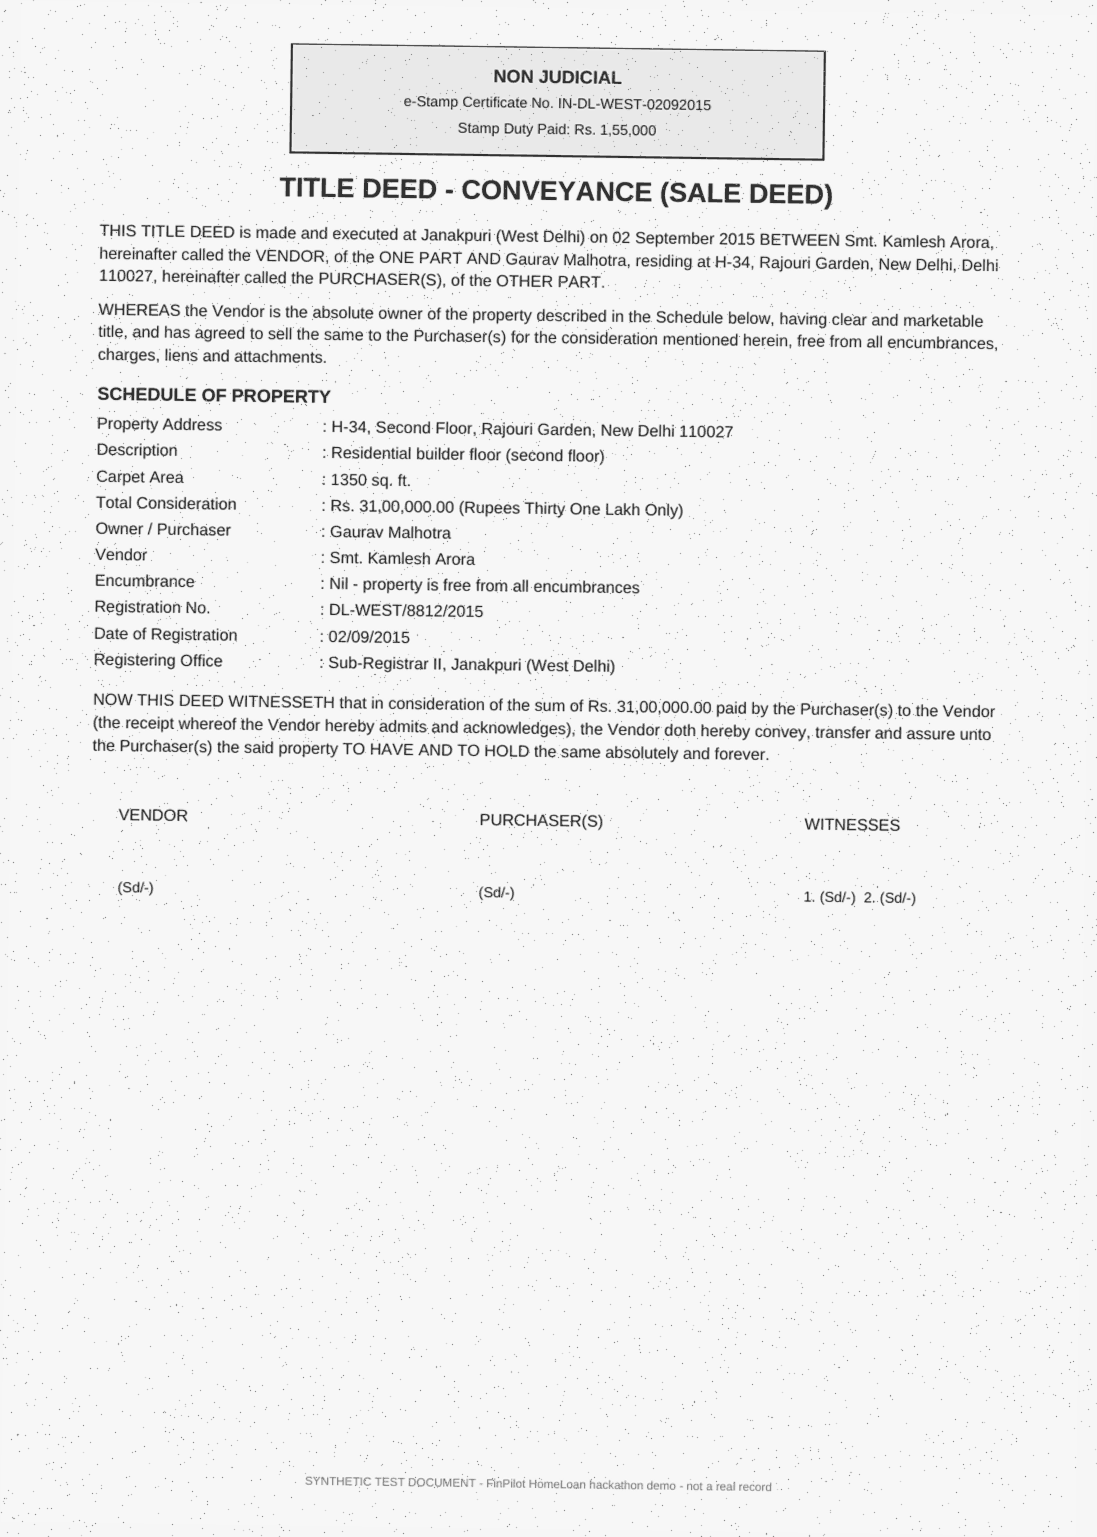 NON JUDICIAL
e-Stamp Certificate No. IN-DL-WEST-02092015
Stamp Duty Paid: Rs. 1,55,000
TITLE DEED - CONVEYANCE (SALE DEED)
THIS TITLE DEED is made and executed at Janakpuri (West Delhi) on 02 September 2015 BETWEEN Smt. Kamlesh Arora,
hereinafter called the VENDOR, of the ONE PART AND Gaurav Malhotra, residing at H-34, Rajouri Garden, New Delhi, Delhi
110027, hereinafter called the PURCHASER(S), of the OTHER PART.
WHEREAS the Vendor is the absolute owner of the property described in the Schedule below, having clear and marketable
title, and has agreed to sell the same to the Purchaser(s) for the consideration mentioned herein, free from all encumbrances,
charges, liens and attachments.
SCHEDULE OF PROPERTY
Property Address : H-34, Second Floor, Rajouri Garden, New Delhi 110027
Description : Residential builder floor (second floor)
Carpet Area : 1350 sq. ft.
Total Consideration : Rs. 31,00,000.00 (Rupees Thirty One Lakh Only)
Owner / Purchaser : Gaurav Malhotra
Vendor : Smt. Kamlesh Arora
Encumbrance : Nil - property is free from all encumbrances
Registration No. : DL-WEST/8812/2015
Date of Registration : 02/09/2015
Registering Office : Sub-Registrar II, Janakpuri (West Delhi)
NOW THIS DEED WITNESSETH that in consideration of the sum of Rs. 31,00,000.00 paid by the Purchaser(s) to the Vendor
(the receipt whereof the Vendor hereby admits and acknowledges), the Vendor doth hereby convey, transfer and assure unto
the Purchaser(s) the said property TO HAVE AND TO HOLD the same absolutely and forever.
VENDOR PURCHASER(S) WITNESSES
(Sd/-) (Sd/-) 1. (Sd/-) 2. (Sd/-)
SYNTHETIC TEST DOCUMENT - FinPilot HomeLoan hackathon demo - not a real record